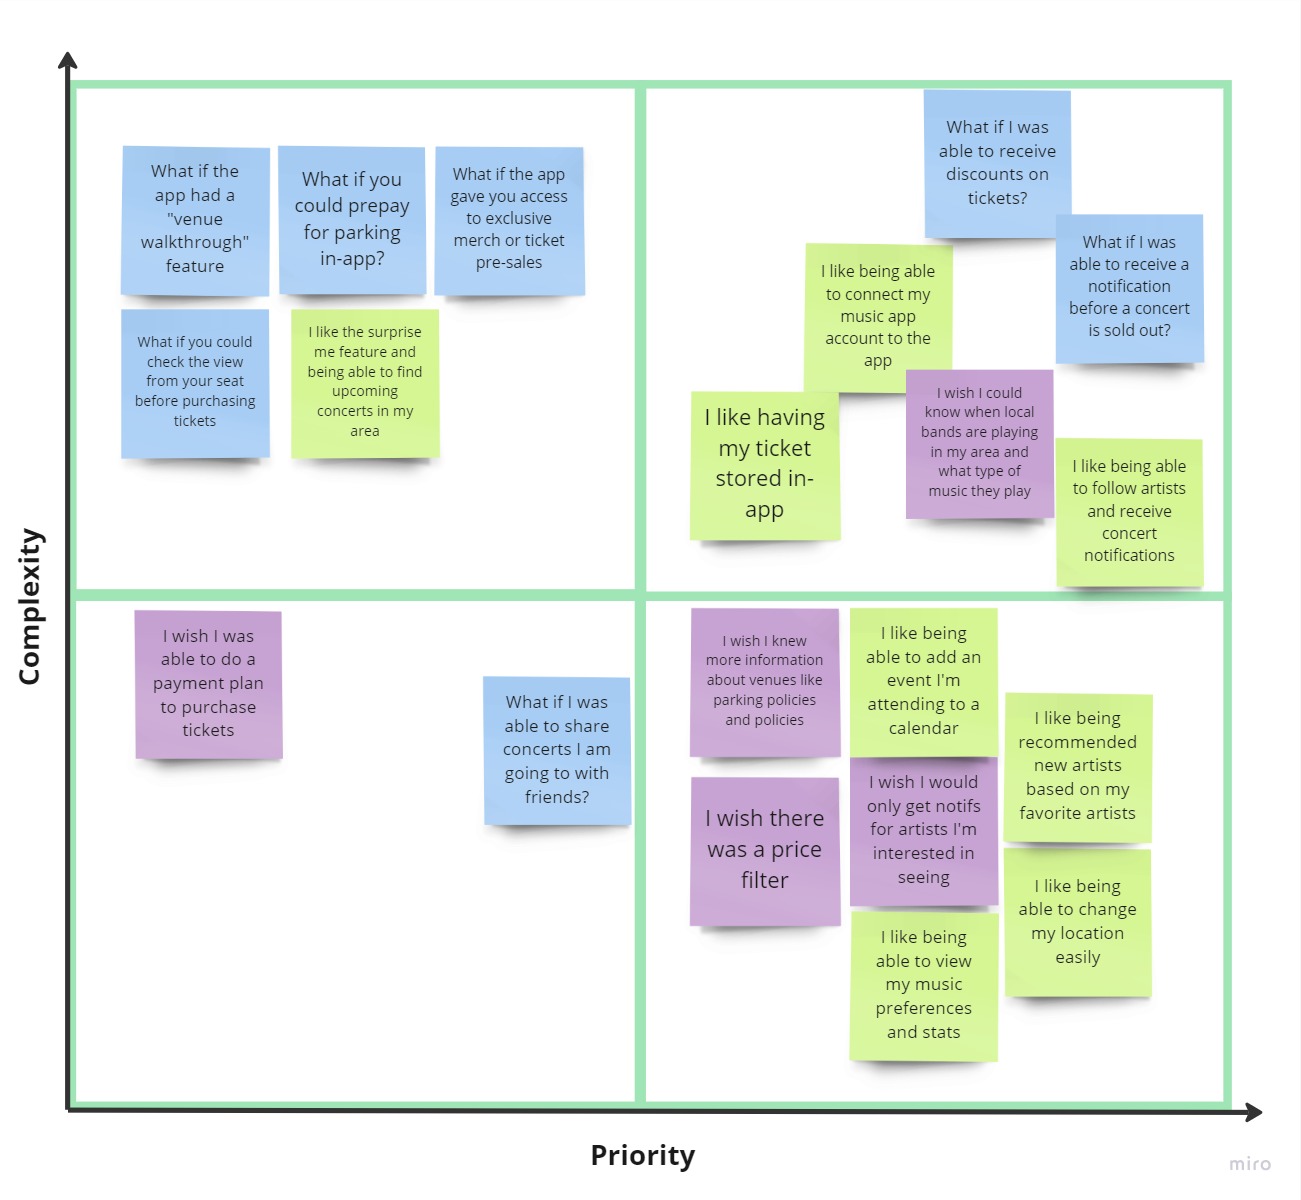 What if the
app had a
"venue
walkthrough"
feature
What if you
could prepay
for parking
in-app?
What if the app
gave you access
to exclusive
merch or ticket
pre-sales
What if you could
check the view
from your seat
before purchasing
tickets
I like the surprise
me feature and
being able to find
upcoming
concerts in my
area
What if I was
able to receive
discounts on
tickets?
What if I was
able to receive a
notification
before a concert
is sold out?
I like being able
to connect my
music app
account to the
app
I wish I could
know when local
bands are playing
in my area and
what type of
music they play
I like having
my ticket
stored in-
app
I like being able
to follow artists
and receive
concert
notifications
Complexity
I wish I was
able to do a
payment plan
to purchase
tickets
What if I was
able to share
concerts I am
going to with
friends?
I wish I knew
more information
about venues like
parking policies
and policies
I like being
able to add an
event I'm
attending to a
calendar
I like being
recommended
new artists
based on my
favorite artists
I wish there
was a price
filter
I wish I would
only get notifs
for artists I'm
interested in
seeing
I like being
able to change
my location
easily
I like being
able to view
my music
preferences
and stats
Priority
miro